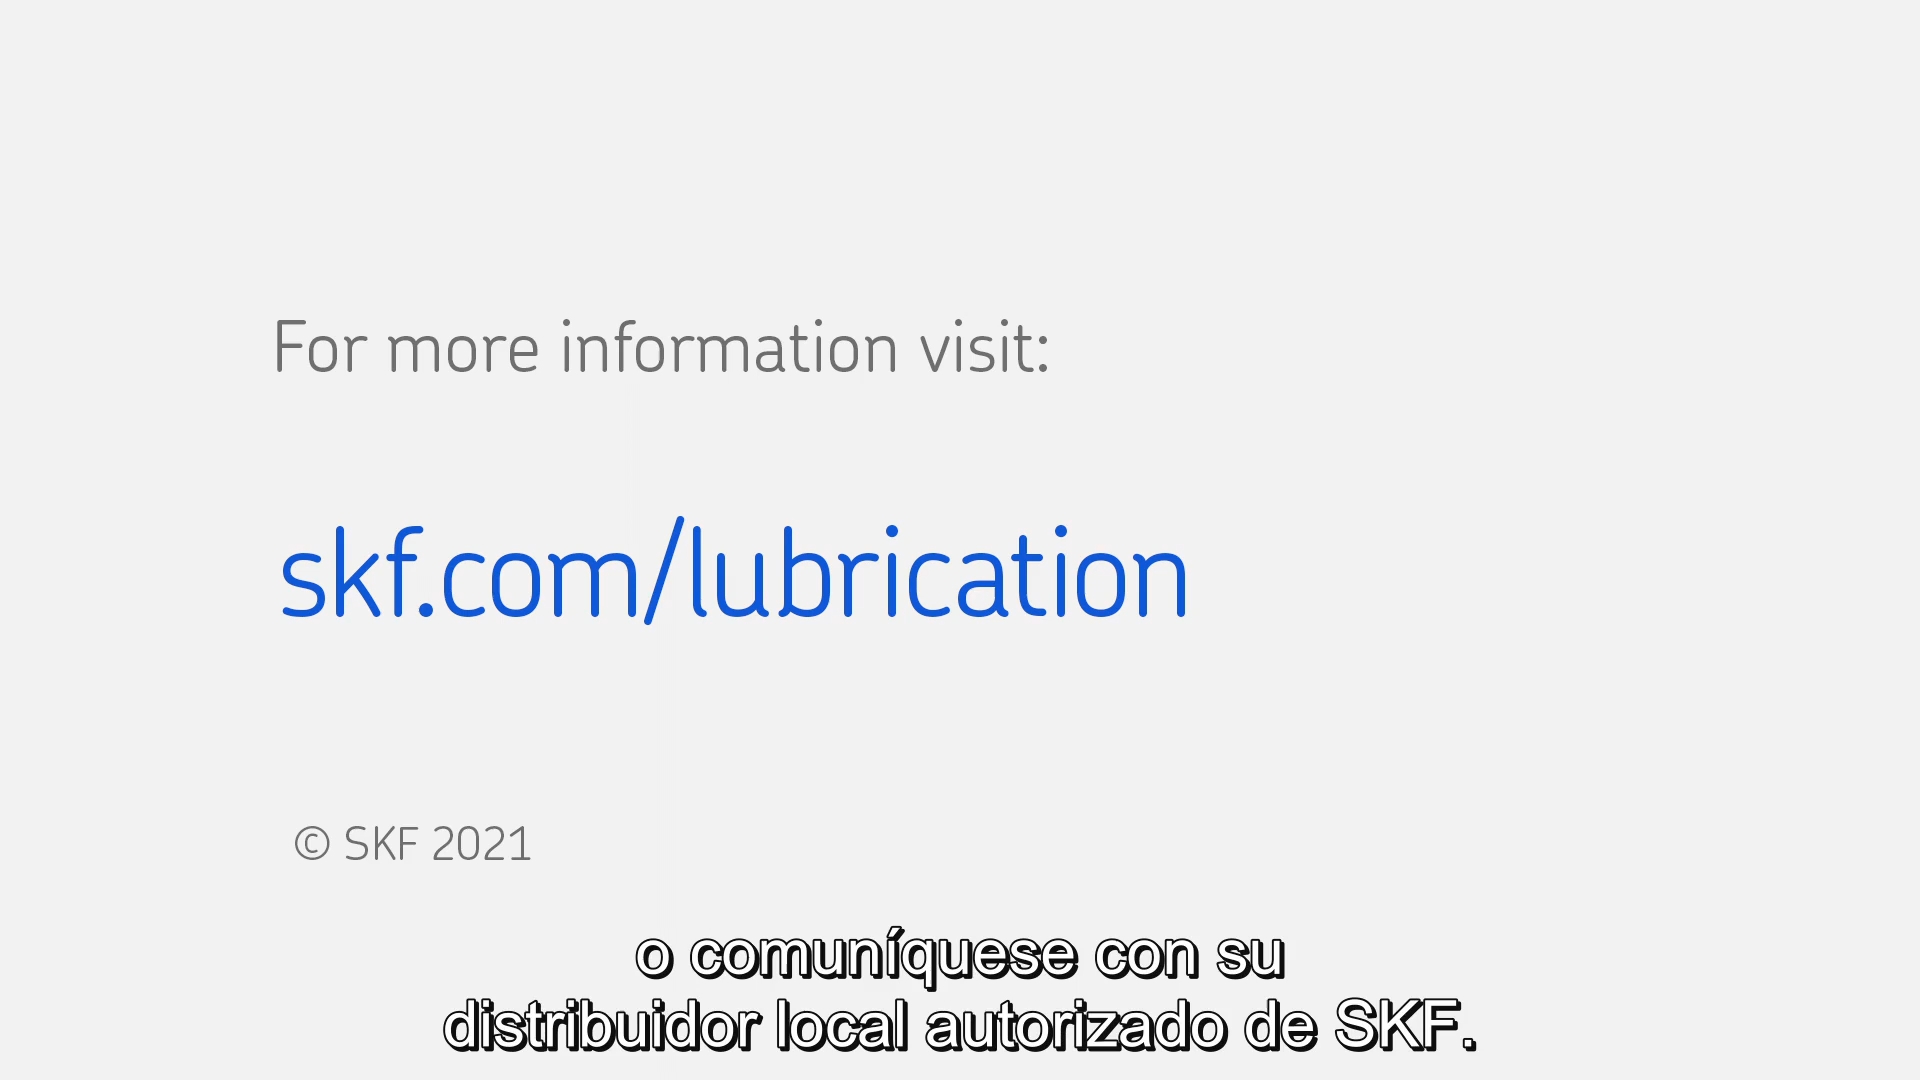 For more information visit:
skf.com/lubrication
© SKF 2021
o comuníquese con su
distribuidor local autorizado de SKF.